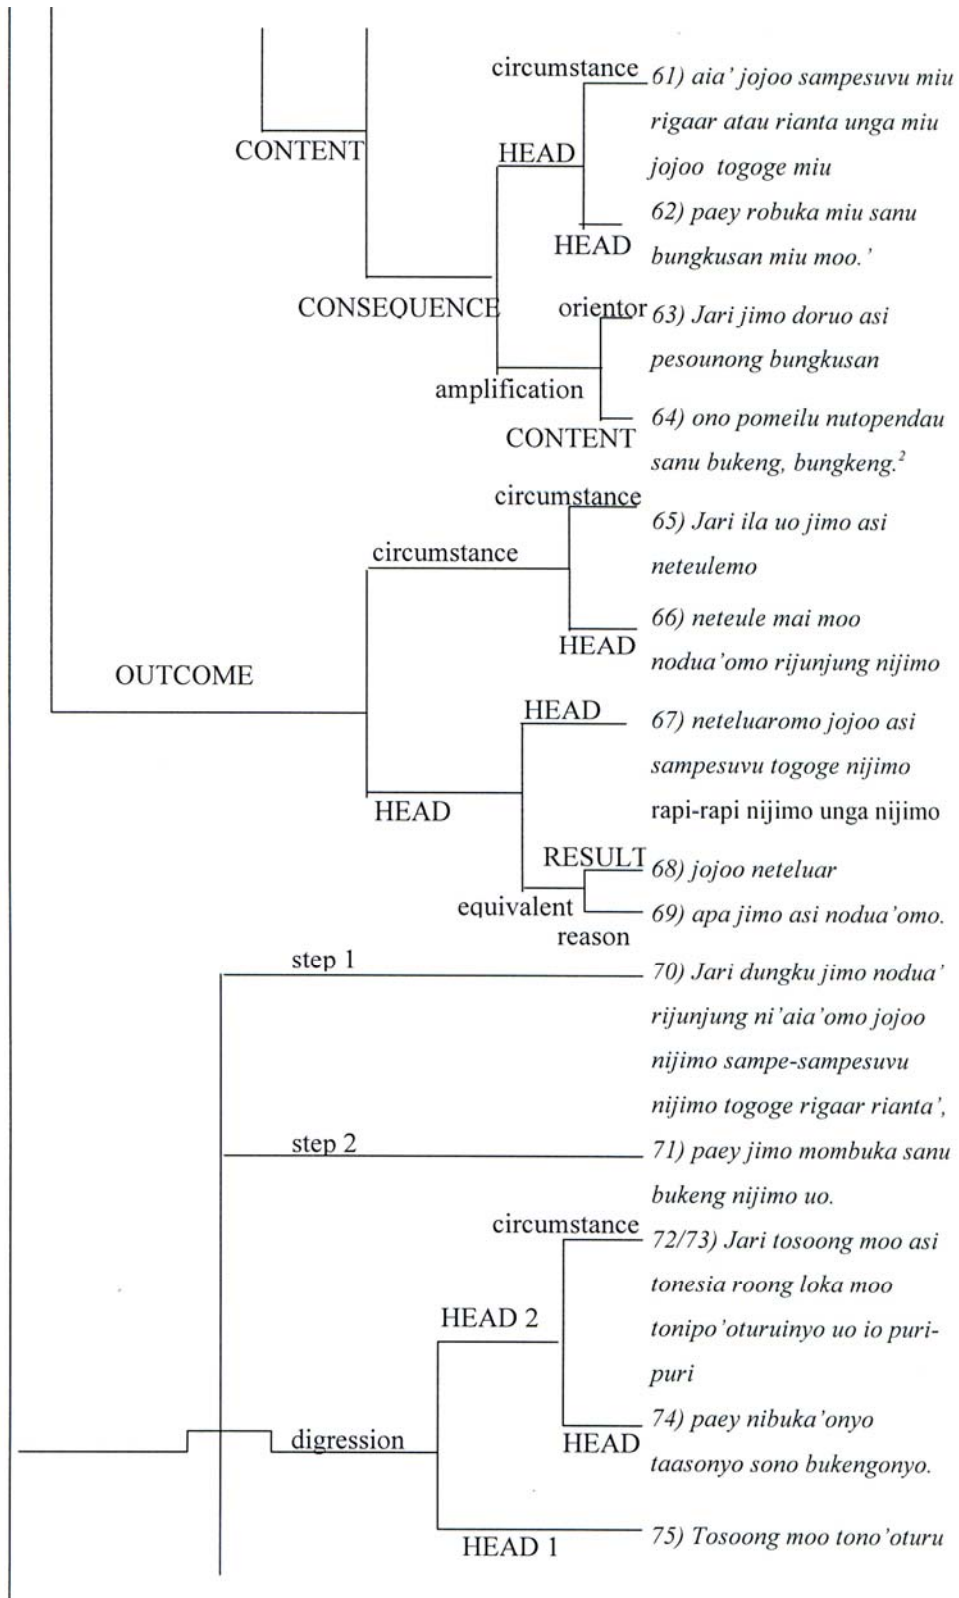 circumstance
61) aia' jojoo sampesuvu miu
rigaar atau rianta unga miu
CONTENT
HEAD
jojoo togoge miu
62) paey robuka miu sanu
HEAD
bungkusan miu moo.'
CONSEQUENCE
orientor
63) Jari jimo doruo asi
pesounong bungkusan
amplification
64) ono pomeilu nutopendau
CONTENT
sanu bukeng, bungkeng.²
circumstance
65) Jari ila uo jimo asi
circumstance
neteulemo
66) neteule mai moo
HEAD
nodua'omo rijunjung nijimo
OUTCOME
HEAD
67) neteluaromo jojoo asi
sampesuvu togoge nijimo
HEAD
rapi-rapi nijimo unga nijimo
RESULT
68) jojoo neteluar
equivalent
69) apa jimo asi nodua'omo.
reason
step 1
70) Jari dungku jimo nodua'
rijunjung ni'aia'omo jojoo
nijimo sampe-sampesuvu
nijimo togoge rigaar rianta',
step 2
71) paey jimo mombuka sanu
bukeng nijimo uo.
circumstance
72/73) Jari tosoong moo asi
tonesia roong loka moo
HEAD 2
tonipo'oturuinyo uo io puri-
puri
74) paey nibuka'onyo
digression
HEAD
taasonyo sono bukengonyo.
75) Tosoong moo tono'oturu
HEAD 1